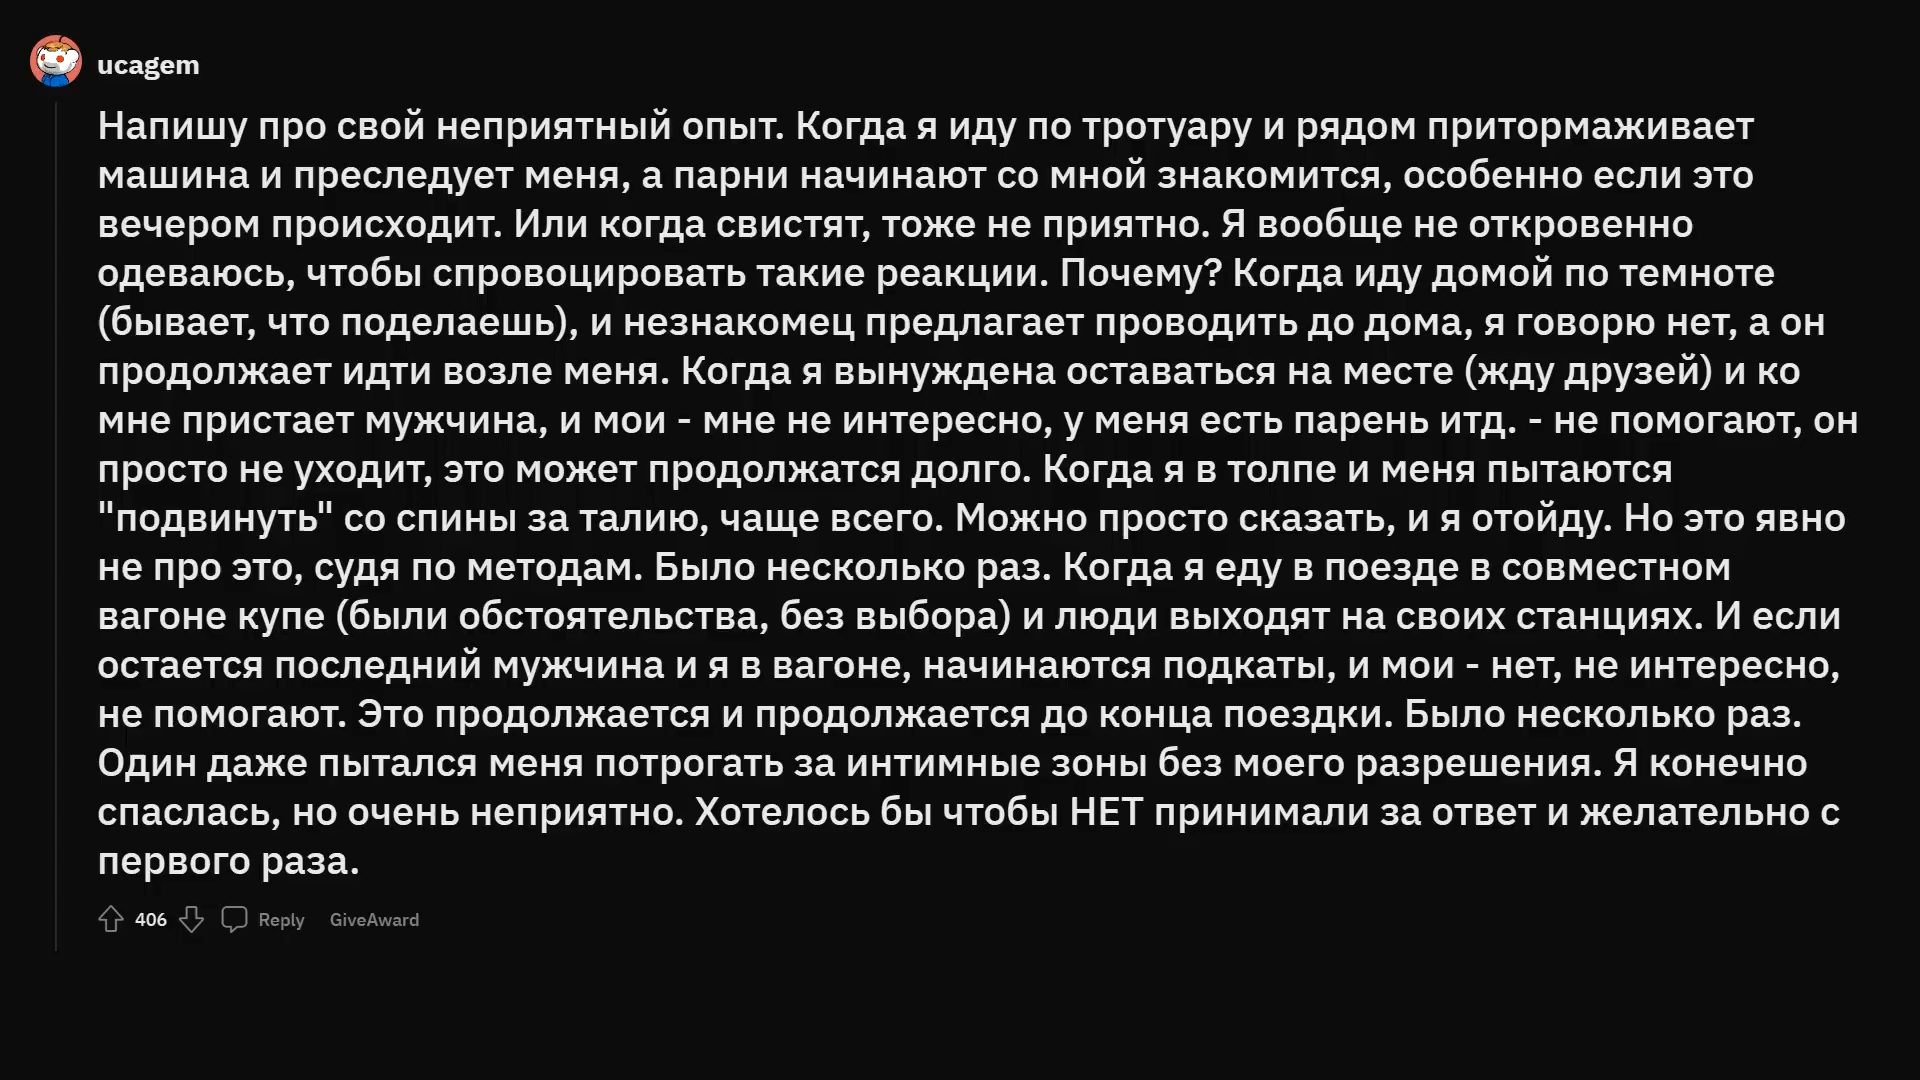 ucagem
Напишу про свой неприятный опыт. Когда я иду по тротуару и рядом притормаживает
машина и преследует меня, а парни начинают со мной знакомится, особенно если это
вечером происходит. Или когда свистят, тоже не приятно. Я вообще не откровенно
одеваюсь, чтобы спровоцировать такие реакции. Почему? Когда иду домой по темноте
(бывает, что поделаешь), и незнакомец предлагает проводить до дома, я говорю нет, а он
продолжает идти возле меня. Когда я вынуждена оставаться на месте (жду друзей) и ко
мне пристает мужчина, и мои - мне не интересно, у меня есть парень итд. - не помогают, он
просто не уходит, это может продолжатся долго. Когда я в толпе и меня пытаются
"подвинуть" со спины за талию, чаще всего. Можно просто сказать, и я отойду. Но это явно
не про это, судя по методам. Было несколько раз. Когда я еду в поезде в совместном
вагоне купе (были обстоятельства, без выбора) и люди выходят на своих станциях. И если
остается последний мужчина и я в вагоне, начинаются подкаты, и мои - нет, не интересно,
не помогают. Это продолжается и продолжается до конца поездки. Было несколько раз.
Один даже пытался меня потрогать за интимные зоны без моего разрешения. Я конечно
спаслась, но очень неприятно. Хотелось бы чтобы НЕТ принимали за ответ и желательно с
первого раза.
406 Reply GiveAward